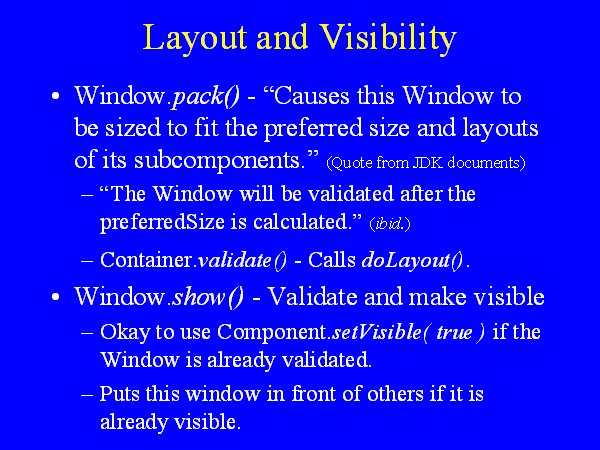 Layout and Visibility
• Window.pack() - “Causes this Window to
be sized to fit the preferred size and layouts
of its subcomponents.” (Quote from JDK documents)
– “The Window will be validated after the
preferredSize is calculated.” (ibid.)
– Container.validate() - Calls doLayout().
• Window.show() - Validate and make visible
– Okay to use Component.setVisible( true ) if the
Window is already validated.
– Puts this window in front of others if it is
already visible.